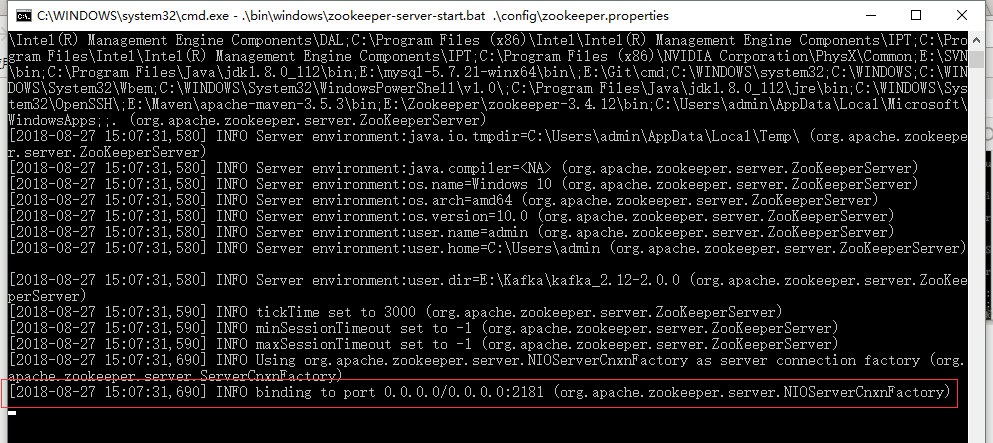 C:\WINDOWS\system32\cmd.exe - .\bin\windows\zookeeper-server-start.bat .\config\zookeeper.properties
\Intel(R) Management Engine Components\DAL;C:\Program Files (x86)\Intel\Intel(R) Management Engine Components\IPT;C:\Pro
gram Files\Intel\Intel(R) Management Engine Components\IPT;C:\Program Files (x86)\NVIDIA Corporation\PhysX\Common;E:\SVN
\bin;C:\Program Files\Java\jdk1.8.0_112\bin;E:\mysql-5.7.21-winx64\bin\;E:\Git\cmd;C:\WINDOWS\system32;C:\WINDOWS;C:\WIN
DOWS\System32\Wbem;C:\WINDOWS\System32\WindowsPowerShell\v1.0\;C:\Program Files\Java\jdk1.8.0_112\jre\bin;C:\WINDOWS\Sys
tem32\OpenSSH\;E:\Maven\apache-maven-3.5.3\bin;E:\Zookeeper\zookeeper-3.4.12\bin;C:\Users\admin\AppData\Local\Microsoft\
WindowsApps;;. (org.apache.zookeeper.server.ZooKeeperServer)
[2018-08-27 15:07:31,580] INFO Server environment:java.io.tmpdir=C:\Users\admin\AppData\Local\Temp\ (org.apache.zookeepe
r.server.ZooKeeperServer)
[2018-08-27 15:07:31,580] INFO Server environment:java.compiler=<NA> (org.apache.zookeeper.server.ZooKeeperServer)
[2018-08-27 15:07:31,580] INFO Server environment:os.name=Windows 10 (org.apache.zookeeper.server.ZooKeeperServer)
[2018-08-27 15:07:31,580] INFO Server environment:os.arch=amd64 (org.apache.zookeeper.server.ZooKeeperServer)
[2018-08-27 15:07:31,580] INFO Server environment:os.version=10.0 (org.apache.zookeeper.server.ZooKeeperServer)
[2018-08-27 15:07:31,580] INFO Server environment:user.name=admin (org.apache.zookeeper.server.ZooKeeperServer)
[2018-08-27 15:07:31,580] INFO Server environment:user.home=C:\Users\admin (org.apache.zookeeper.server.ZooKeeperServer)
[2018-08-27 15:07:31,580] INFO Server environment:user.dir=E:\Kafka\kafka_2.12-2.0.0 (org.apache.zookeeper.server.ZooKee
perServer)
[2018-08-27 15:07:31,590] INFO tickTime set to 3000 (org.apache.zookeeper.server.ZooKeeperServer)
[2018-08-27 15:07:31,590] INFO minSessionTimeout set to -1 (org.apache.zookeeper.server.ZooKeeperServer)
[2018-08-27 15:07:31,590] INFO maxSessionTimeout set to -1 (org.apache.zookeeper.server.ZooKeeperServer)
[2018-08-27 15:07:31,690] INFO Using org.apache.zookeeper.server.NIOServerCnxnFactory as server connection factory (org.
apache.zookeeper.server.ServerCnxnFactory)
[2018-08-27 15:07:31,690] INFO binding to port 0.0.0.0/0.0.0.0:2181 (org.apache.zookeeper.server.NIOServerCnxnFactory)